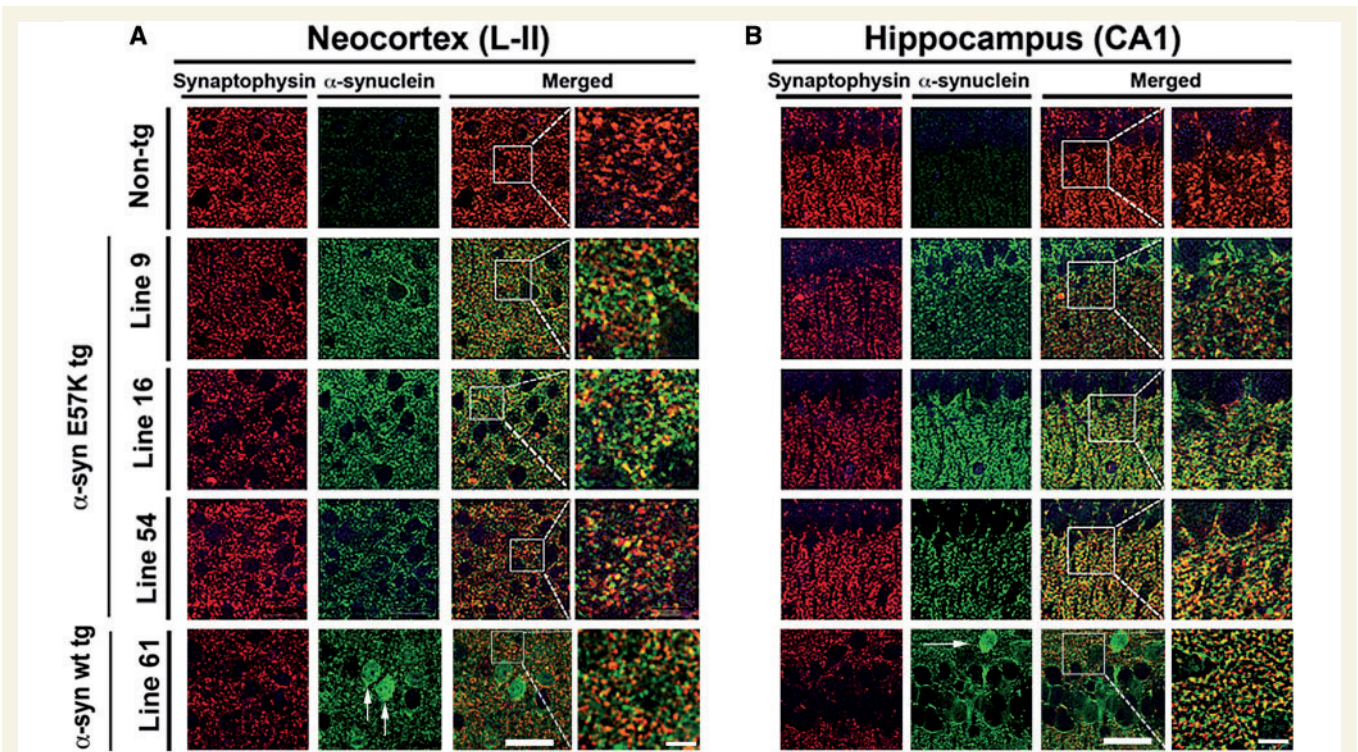 A
Neocortex (L-II)
Synaptophysin α-synuclein Merged
B
Hippocampus (CA1)
Synaptophysin α-synuclein Merged
Non-tg
α-syn E57K tg
Line 9
Line 16
Line 54
α-syn wt tg
Line 61